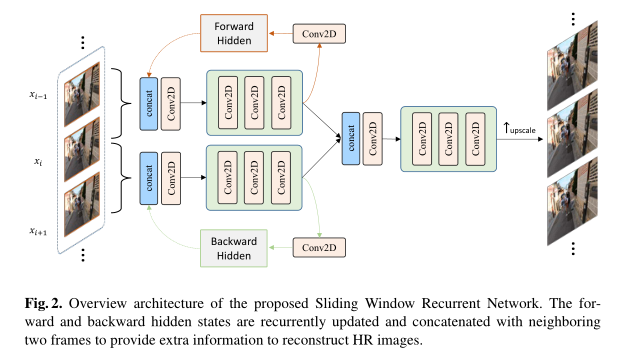 Forward
Hidden
Conv2D
x_{i−1}
concat
Conv2D
Conv2D
Conv2D
Conv2D
x_i
concat
Conv2D
↑upscale
Conv2D
Conv2D
Conv2D
concat
Conv2D
Conv2D
Conv2D
Conv2D
x_{i+1}
Backward
Hidden
Conv2D
Fig. 2. Overview architecture of the proposed Sliding Window Recurrent Network. The for-
ward and backward hidden states are recurrently updated and concatenated with neighboring
two frames to provide extra information to reconstruct HR images.